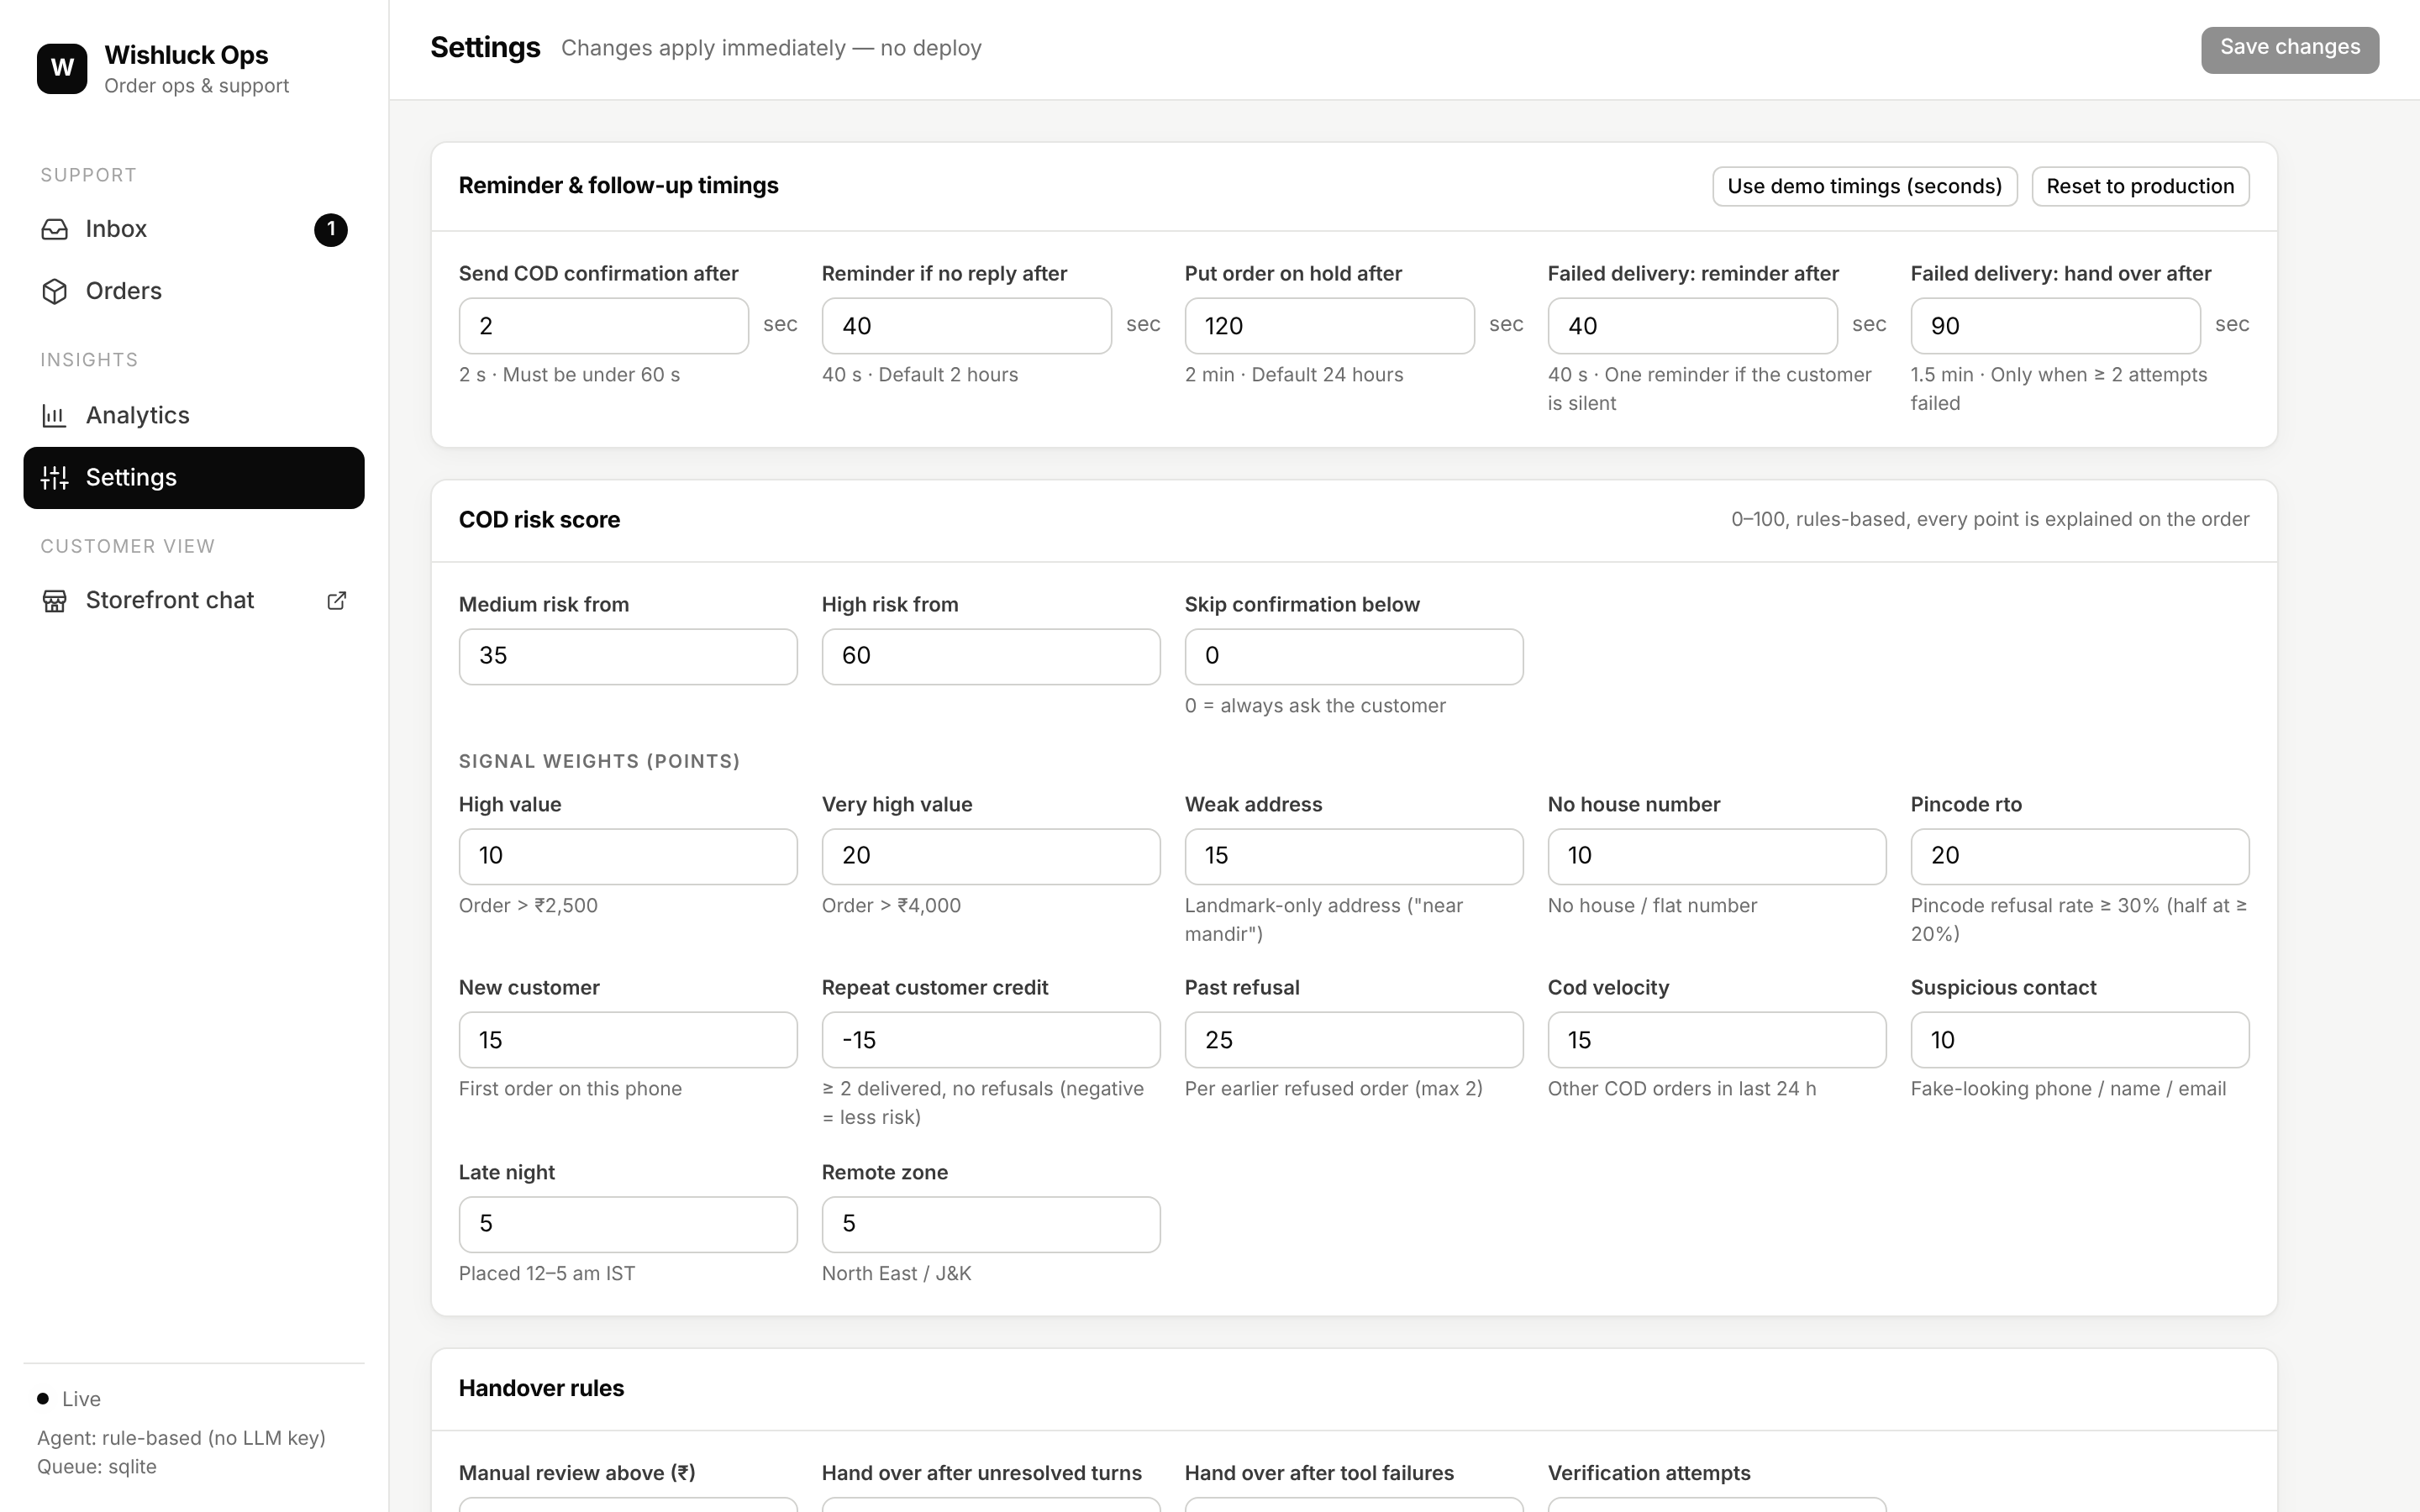 W
Wishluck Ops
Order ops & support
SUPPORT
Inbox
1
Orders
INSIGHTS
Analytics
Settings
CUSTOMER VIEW
Storefront chat
Live
Agent: rule-based (no LLM key)
Queue: sqlite
Settings
Changes apply immediately — no deploy
Save changes
Reminder & follow-up timings
Use demo timings (seconds)
Reset to production
Send COD confirmation after
2
sec
2 s · Must be under 60 s
Reminder if no reply after
40
sec
40 s · Default 2 hours
Put order on hold after
120
sec
2 min · Default 24 hours
Failed delivery: reminder after
40
sec
40 s · One reminder if the customer
is silent
Failed delivery: hand over after
90
sec
1.5 min · Only when ≥ 2 attempts
failed
COD risk score
0–100, rules-based, every point is explained on the order
Medium risk from
35
High risk from
60
Skip confirmation below
0
0 = always ask the customer
SIGNAL WEIGHTS (POINTS)
High value
10
Order > ₹2,500
Very high value
20
Order > ₹4,000
Weak address
15
Landmark-only address ("near
mandir")
No house number
10
No house / flat number
Pincode rto
20
Pincode refusal rate ≥ 30% (half at ≥
20%)
New customer
15
First order on this phone
Repeat customer credit
-15
≥ 2 delivered, no refusals (negative
= less risk)
Past refusal
25
Per earlier refused order (max 2)
Cod velocity
15
Other COD orders in last 24 h
Suspicious contact
10
Fake-looking phone / name / email
Late night
5
Placed 12–5 am IST
Remote zone
5
North East / J&K
Handover rules
Manual review above (₹)
Hand over after unresolved turns
Hand over after tool failures
Verification attempts